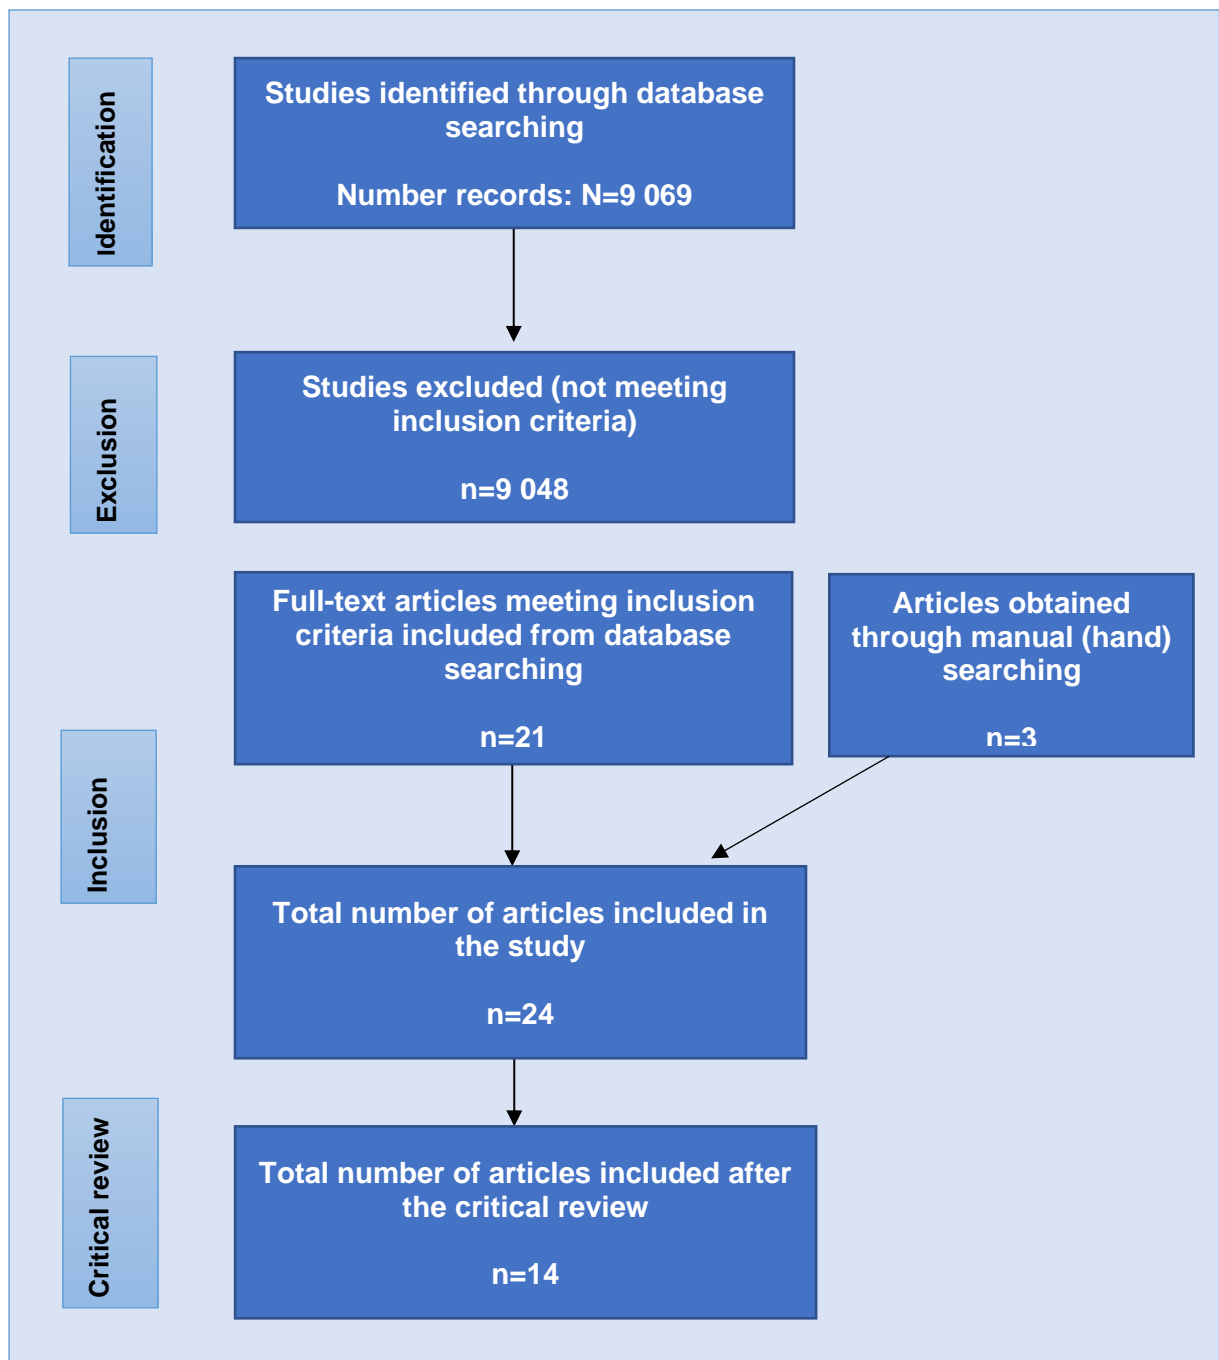 Identification
Studies identified through database
searching
Number records: N=9 069
Exclusion
Studies excluded (not meeting
inclusion criteria)
n=9 048
Inclusion
Full-text articles meeting inclusion
criteria included from database
searching
n=21
Articles obtained
through manual (hand)
searching
n=3
Total number of articles included in
the study
n=24
Critical review
Total number of articles included after
the critical review
n=14